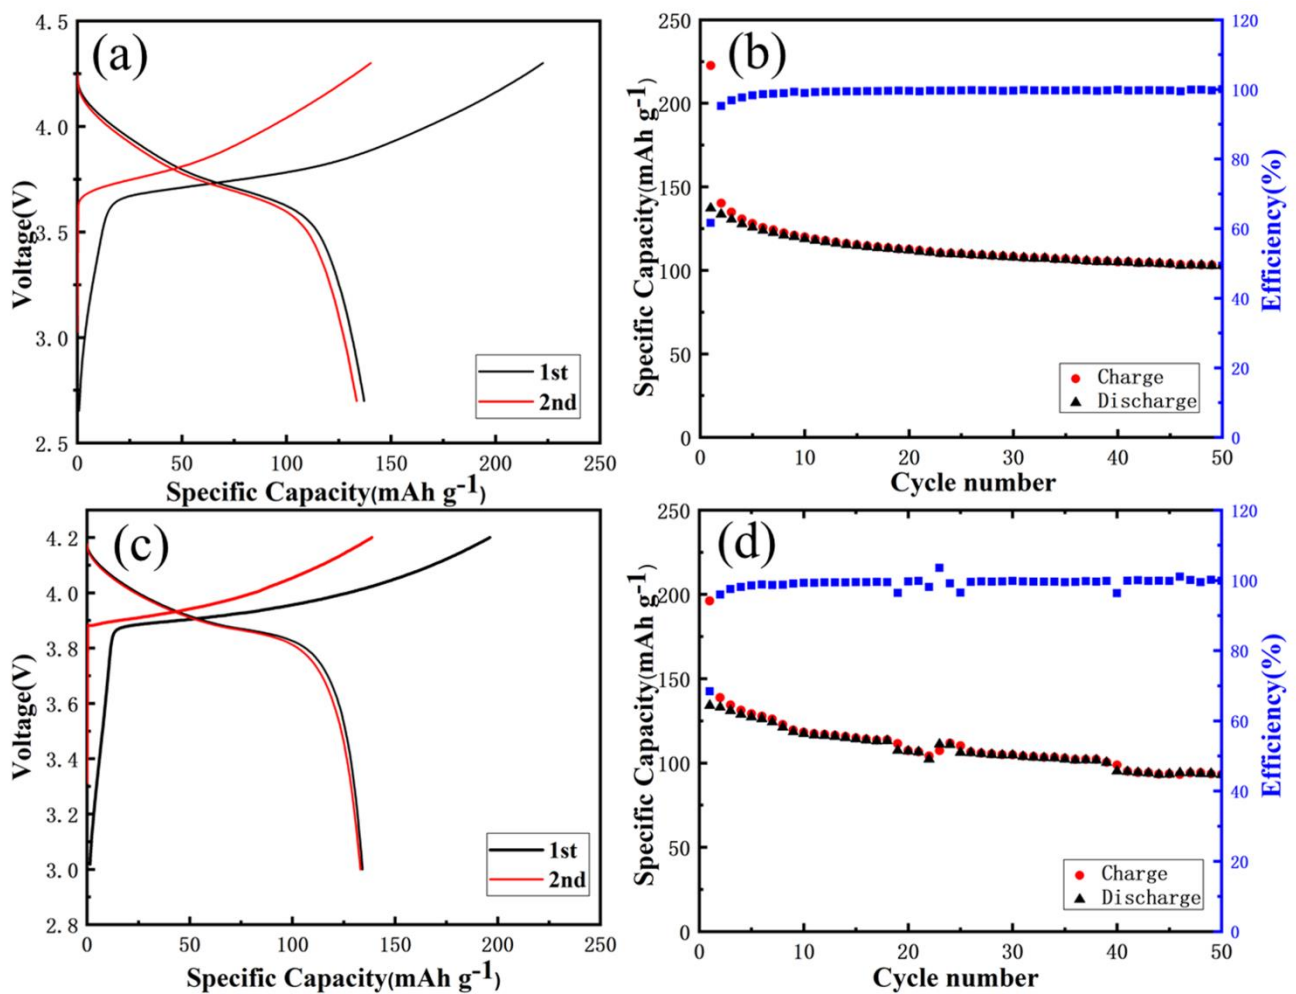 (a)
4.5
4.0
3.5
3.0
2.5
Voltage(V)
0 50 100 150 200 250
Specific Capacity(mAh g-1)
1st
2nd
(b)
250
200
150
100
50
0
Specific Capacity(mAh g-1)
0 10 20 30 40 50
Cycle number
120
100
80
60
40
20
0
Efficiency(%)
Charge
Discharge
(c)
4.2
4.0
3.8
3.6
3.4
3.2
3.0
2.8
Voltage(V)
0 50 100 150 200 250
Specific Capacity(mAh g-1)
1st
2nd
(d)
250
200
150
100
50
0
Specific Capacity(mAh g-1)
0 10 20 30 40 50
Cycle number
120
100
80
60
40
20
0
Efficiency(%)
Charge
Discharge